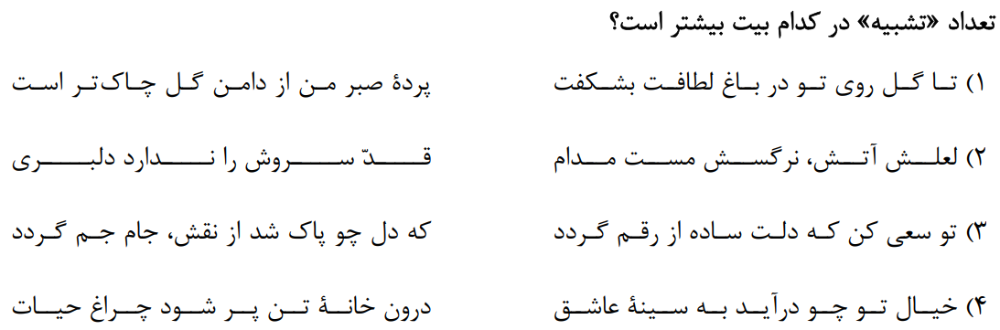 تعداد «تشبیه» در کدام بیت بیشتر است؟
۱) تا گل روی تو در باغ لطافت بشکفت پردهٔ صبر من از دامن گل چاک‌تر است
۲) لعلش آتش، نرگسش مست مدام قدّ سروش را ندارد دلبری
۳) تو سعی کن که دلت ساده از رقم گردد که دل چو پاک شد از نقش، جام جم گردد
۴) خیال تو چو درآید به سینهٔ عاشق درون خانهٔ تن پر شود چراغ حیات